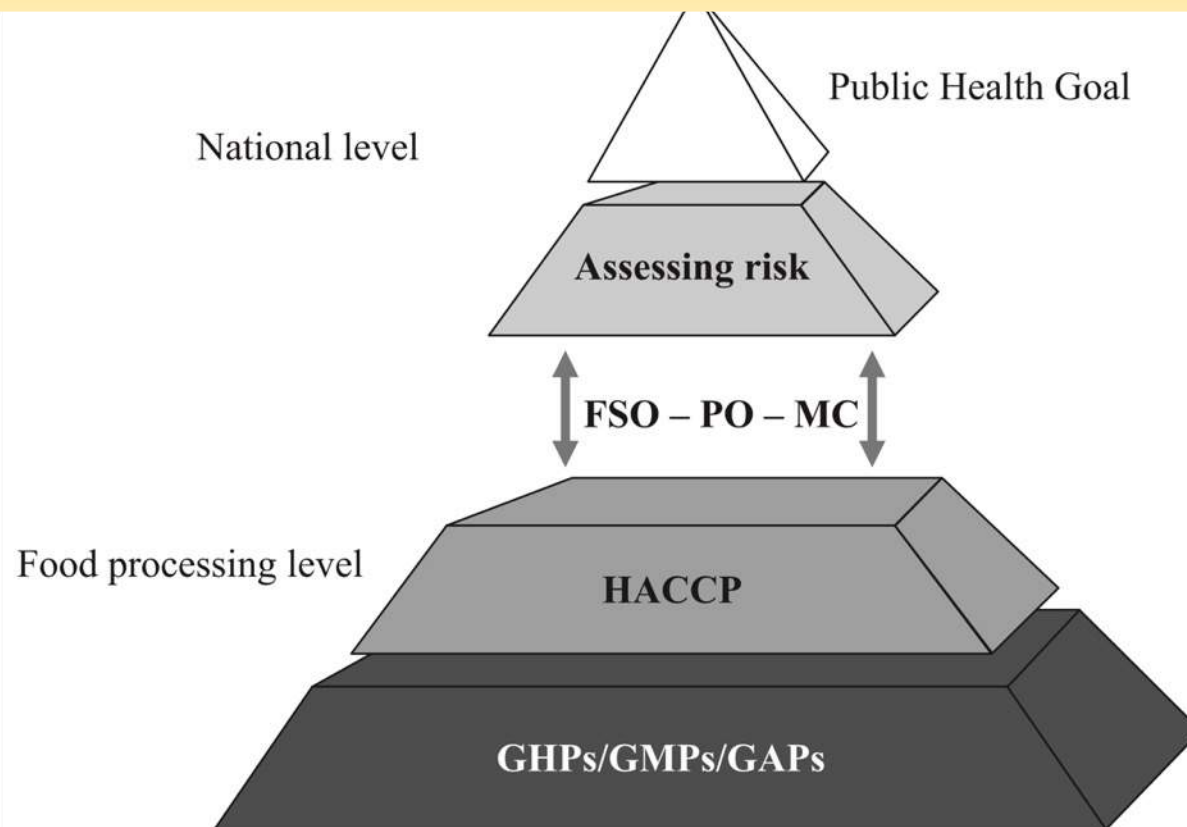 Public Health Goal
National level
Assessing risk
FSO – PO – MC
Food processing level
HACCP
GHPs/GMPs/GAPs